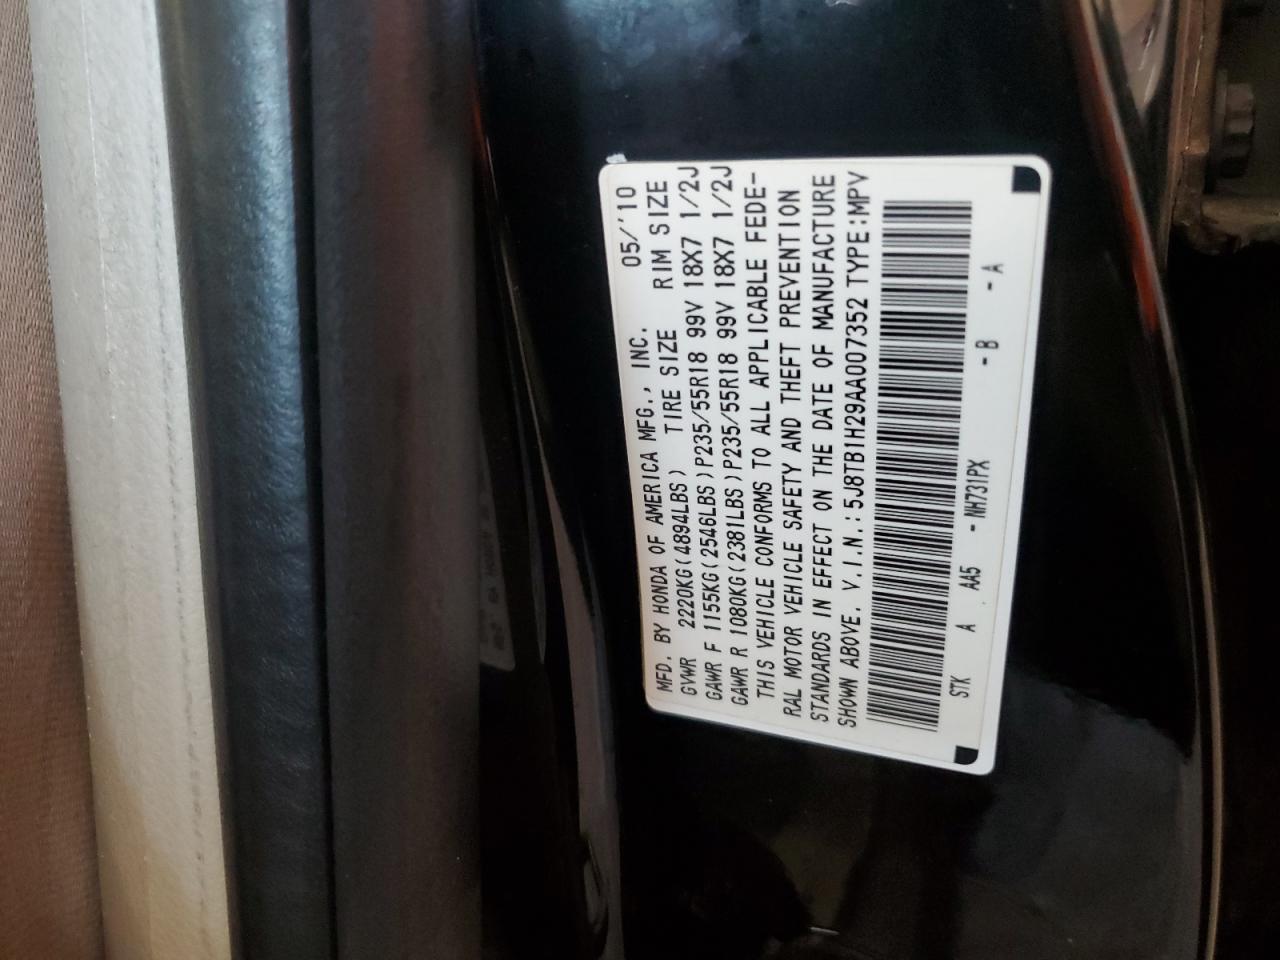 MFD. BY HONDA OF AMERICA MFG., INC. 05/'10
GVWR 2220KG(4894LBS) TIRE SIZE RIM SIZE
GAWR F 1155KG(2546LBS)P235/55R18 99V 18X7 1/2J
GAWR R 1080KG(2381LBS)P235/55R18 99V 18X7 1/2J
THIS VEHICLE CONFORMS TO ALL APPLICABLE FEDE-
RAL MOTOR VEHICLE SAFETY AND THEFT PREVENTION
STANDARDS IN EFFECT ON THE DATE OF MANUFACTURE
SHOWN ABOVE. V.I.N.:5J8TB1H29AA007352 TYPE:MPV
STK A AA5 - NH731PX - B - A